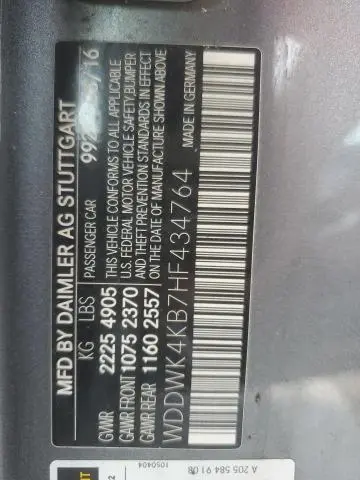 MFD BY DAIMLER AG STUTTGART
PASSENGER CAR
KG LBS
GVWR 2225 4905
GAWR FRONT 1075 2370
GAWR REAR 1160 2557
THIS VEHICLE CONFORMS TO ALL APPLICABLE
U.S. FEDERAL MOTOR VEHICLE SAFETY, BUMPER
AND THEFT PREVENTION STANDARDS IN EFFECT
ON THE DATE OF MANUFACTURE SHOWN ABOVE
WDDWK4KB7HF434764
MADE IN GERMANY
A 205 584 91 08
1050404